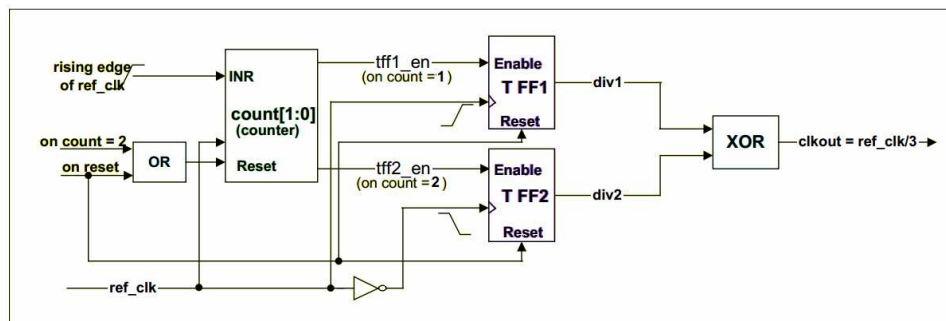 rising edge
of ref_clk
INR
count[1:0]
(counter)
Reset
on count = 2
on reset
OR
tff1_en
(on count = 1)
tff2_en
(on count = 2)
Enable
T FF1
Reset
Enable
T FF2
Reset
div1
div2
XOR
clkout = ref_clk/3
ref_clk